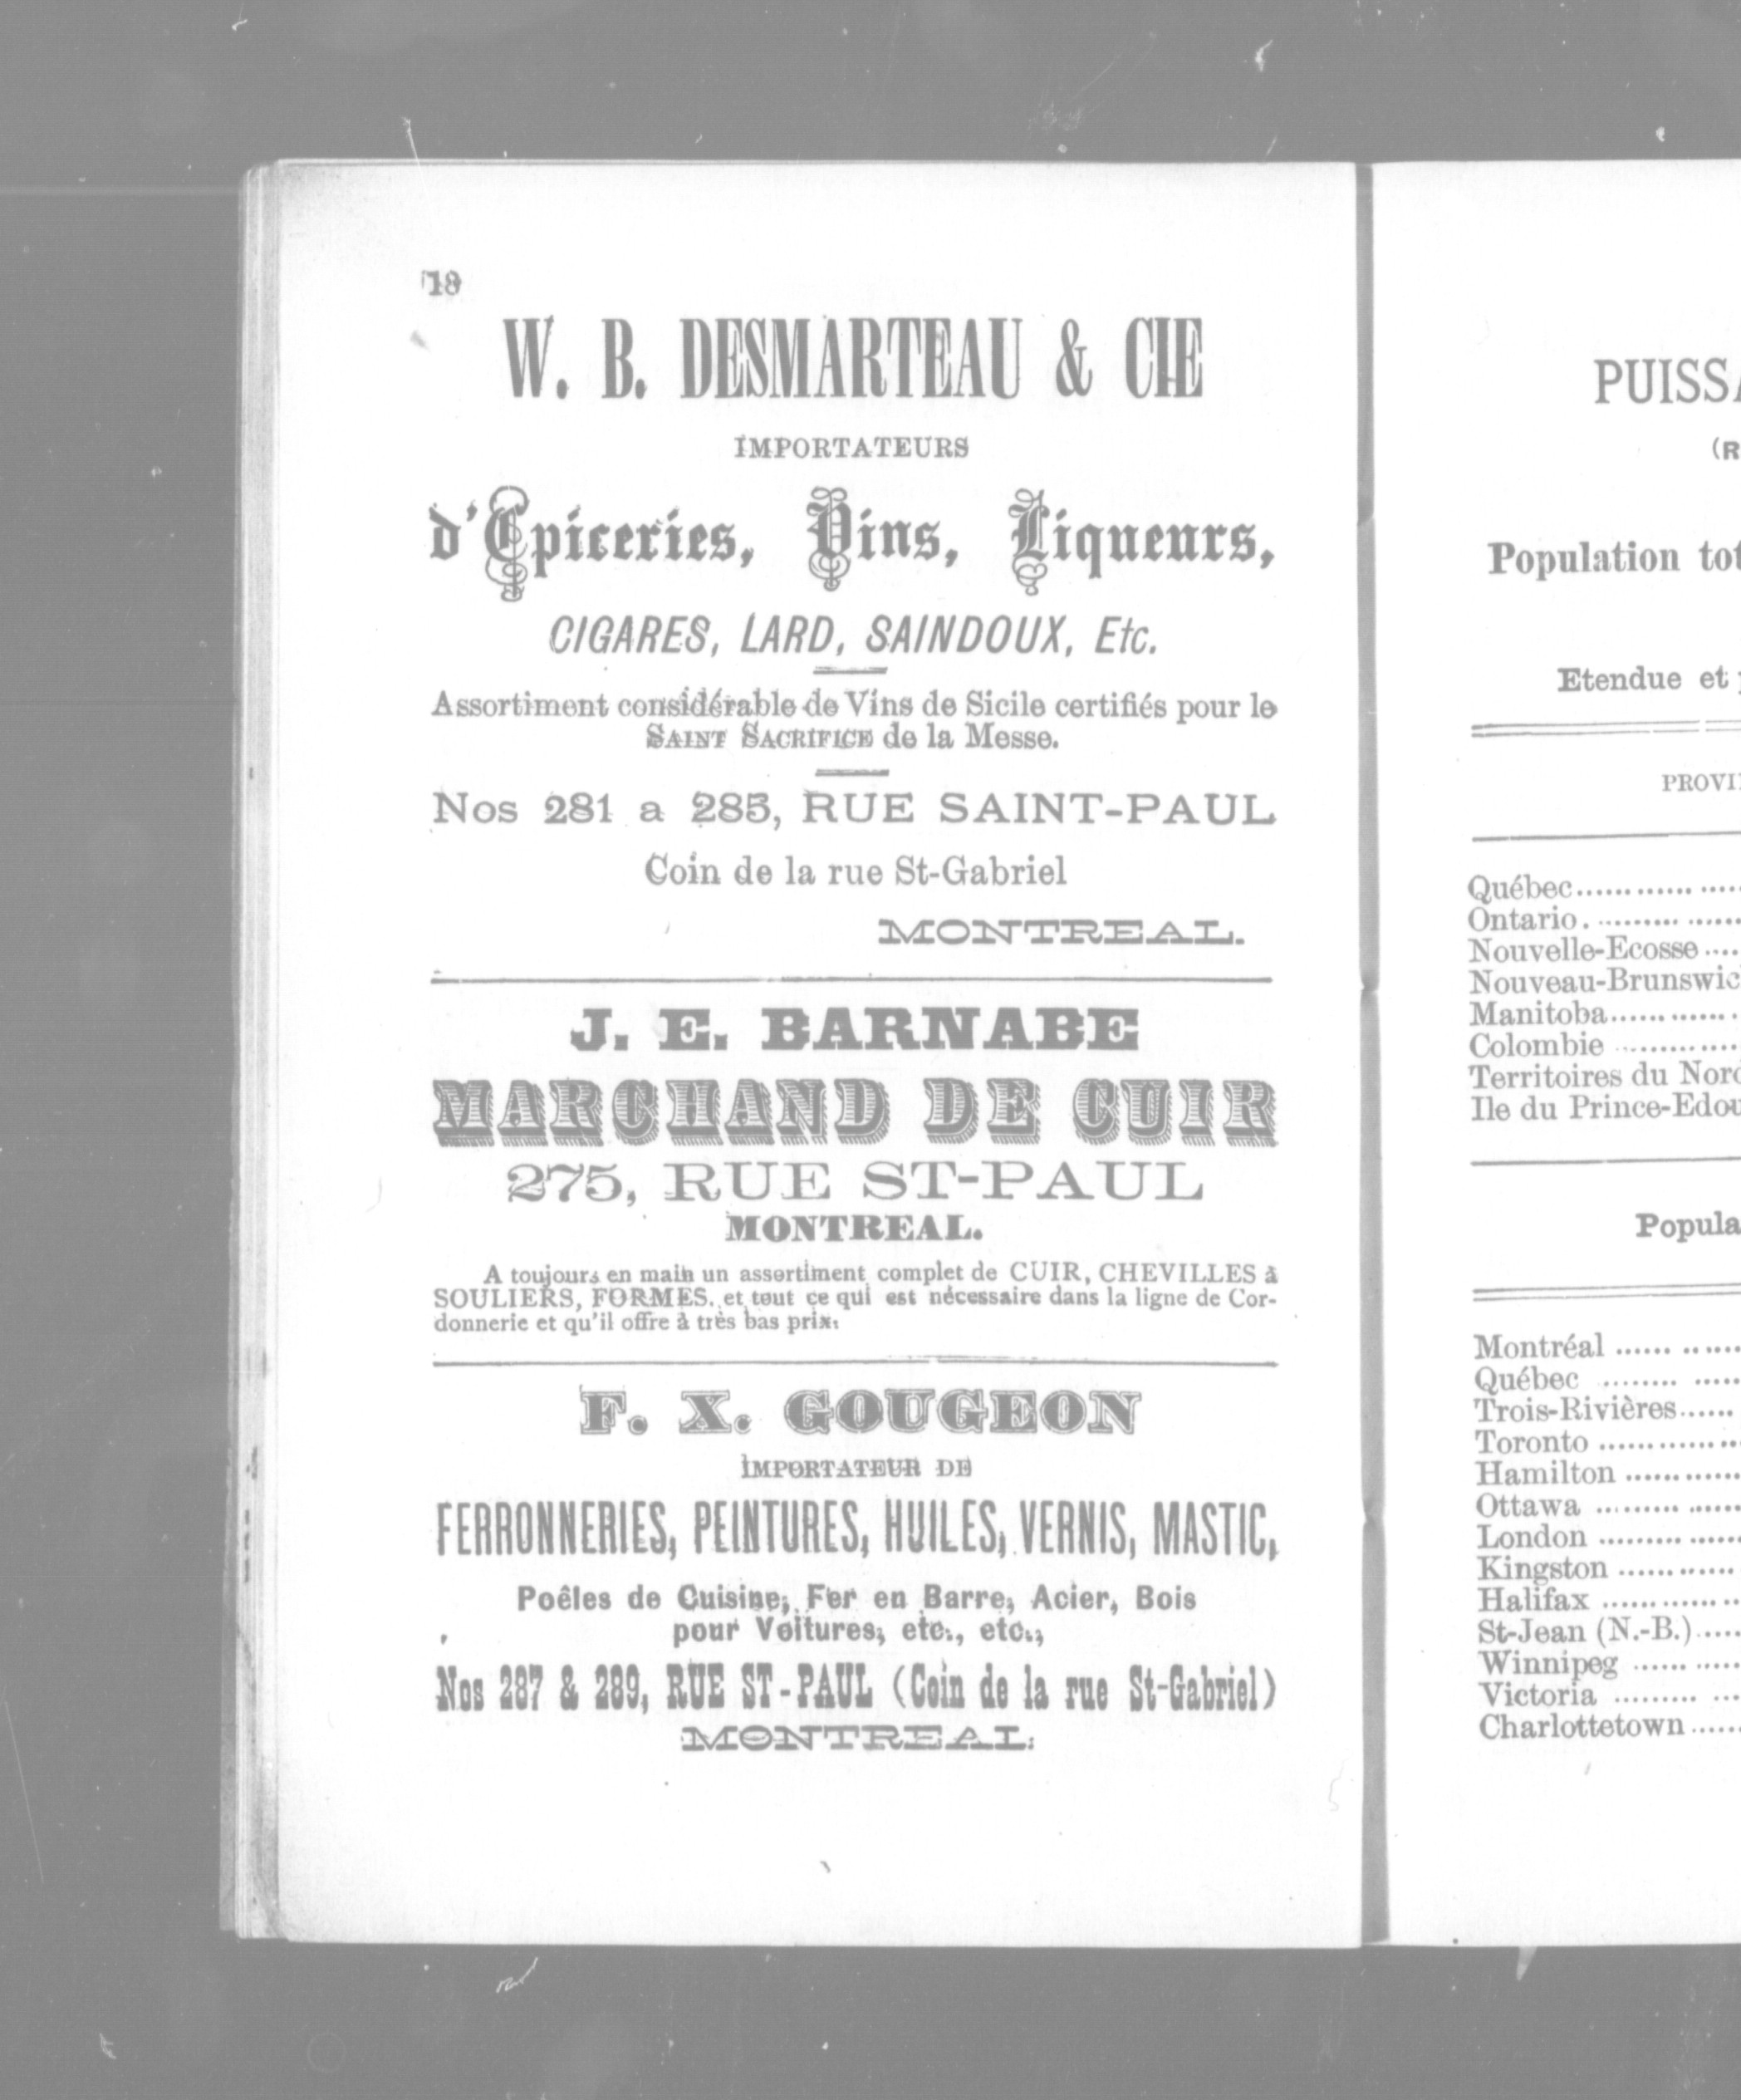 18
W. B. DESMARTEAU & CIE
IMPORTATEURS
d'Epiceries, Vins, Liqueurs,
CIGARES, LARD, SAINDOUX, Etc.
Assortiment considérable de Vins de Sicile certifiés pour le
SAINT SACRIFICE de la Messe.
Nos 281 a 285, RUE SAINT-PAUL
Coin de la rue St-Gabriel
MONTREAL.
J. E. BARNABE
MARCHAND DE CUIR
275, RUE ST-PAUL
MONTREAL.
A toujours en main un assortiment complet de CUIR, CHEVILLES à
SOULIERS, FORMES. et tout ce qui est nécessaire dans la ligne de Cor-
donnerie et qu'il offre à très bas prix.
F. X. GOUGEON
IMPORTATEUR DE
FERRONNERIES, PEINTURES, HUILES, VERNIS, MASTIC,
Poêles de Cuisine, Fer en Barre, Acier, Bois
pour Voitures, etc., etc.,
Nos 287 & 289, RUE ST-PAUL (Coin de la rue St-Gabriel)
MONTREAL.
PUISSA
(R
Population tot
Etendue et p
PROVI
Québec
Ontario
Nouvelle-Ecosse
Nouveau-Brunswic
Manitoba
Colombie
Territoires du Nord
Ile du Prince-Edou
Popula
Montréal
Québec
Trois-Rivières
Toronto
Hamilton
Ottawa
London
Kingston
Halifax
St-Jean (N.-B.)
Winnipeg
Victoria
Charlottetown